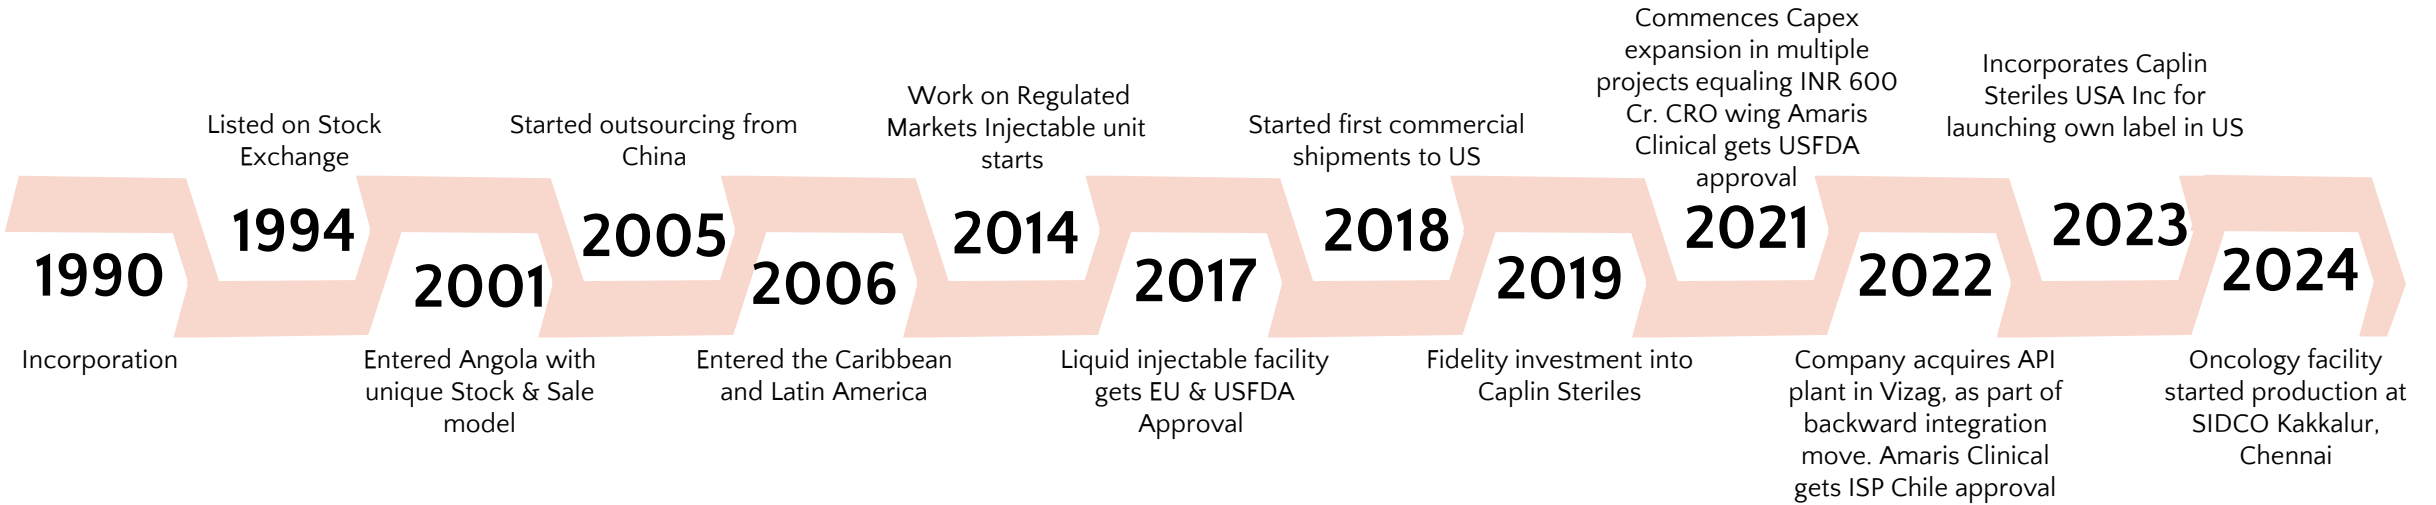 1990
Incorporation
Listed on Stock
Exchange
1994
2001
Entered Angola with
unique Stock & Sale
model
Started outsourcing from
China
2005
2006
Entered the Caribbean
and Latin America
Work on Regulated
Markets Injectable unit
starts
2014
2017
Liquid injectable facility
gets EU & USFDA
Approval
Started first commercial
shipments to US
2018
2019
Fidelity investment into
Caplin Steriles
Commences Capex
expansion in multiple
projects equaling INR 600
Cr. CRO wing Amaris
Clinical gets USFDA
approval
2021
2022
Company acquires API
plant in Vizag, as part of
backward integration
move. Amaris Clinical
gets ISP Chile approval
Incorporates Caplin
Steriles USA Inc for
launching own label in US
2023
2024
Oncology facility
started production at
SIDCO Kakkalur,
Chennai